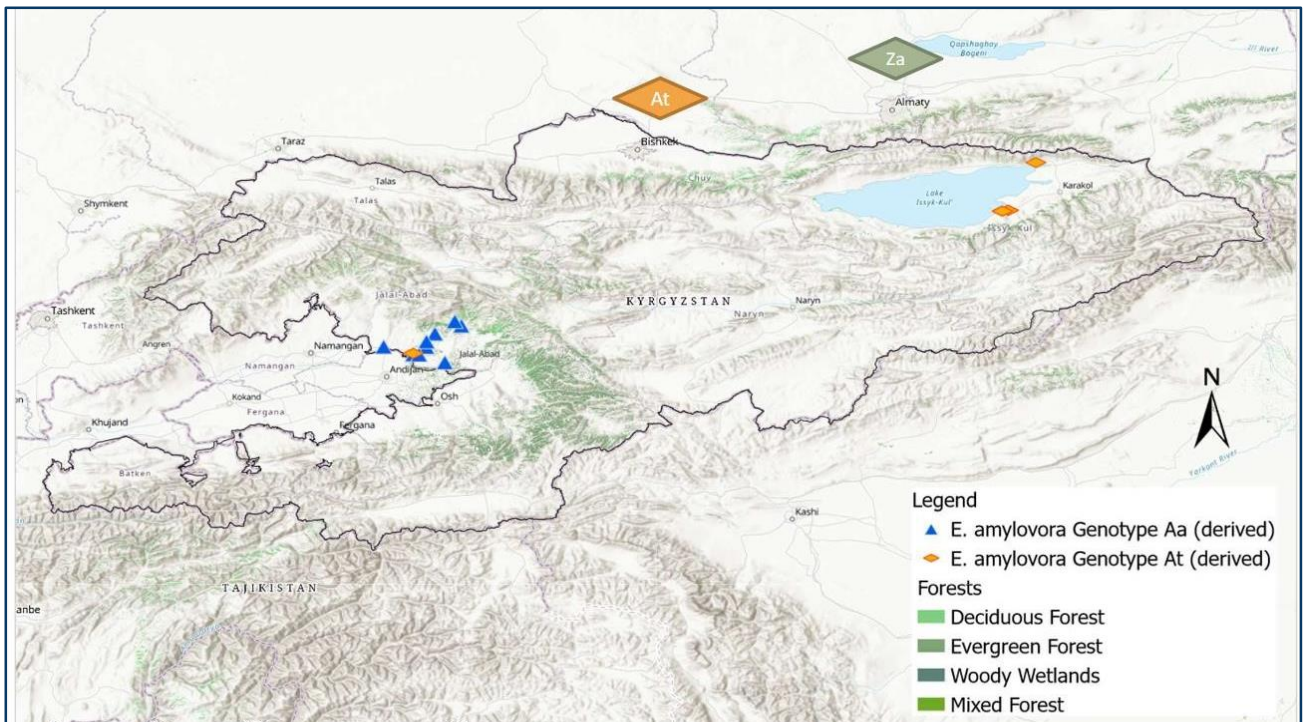 Za
Qapshaghay
Bogeni
Ili River
At
Almaty
Bishkek
Taraz
Chuy
Talas
Talas
Lake
Issyk-Kul'
Karakol
Issyk Kul
Shymkent
Jalal-Abad
KYRGYZSTAN
Naryn
Naryn
Tashkent
Tashkent
Angren
Namangan
Namangan
Jalal-Abad
Andijan
Kokand
Osh
Fergana
Fergana
Khujand
Batken
N
Yarkant River
Kashi
TAJIKISTAN
anbe
Legend
E. amylovora Genotype Aa (derived)
E. amylovora Genotype At (derived)
Forests
Deciduous Forest
Evergreen Forest
Woody Wetlands
Mixed Forest